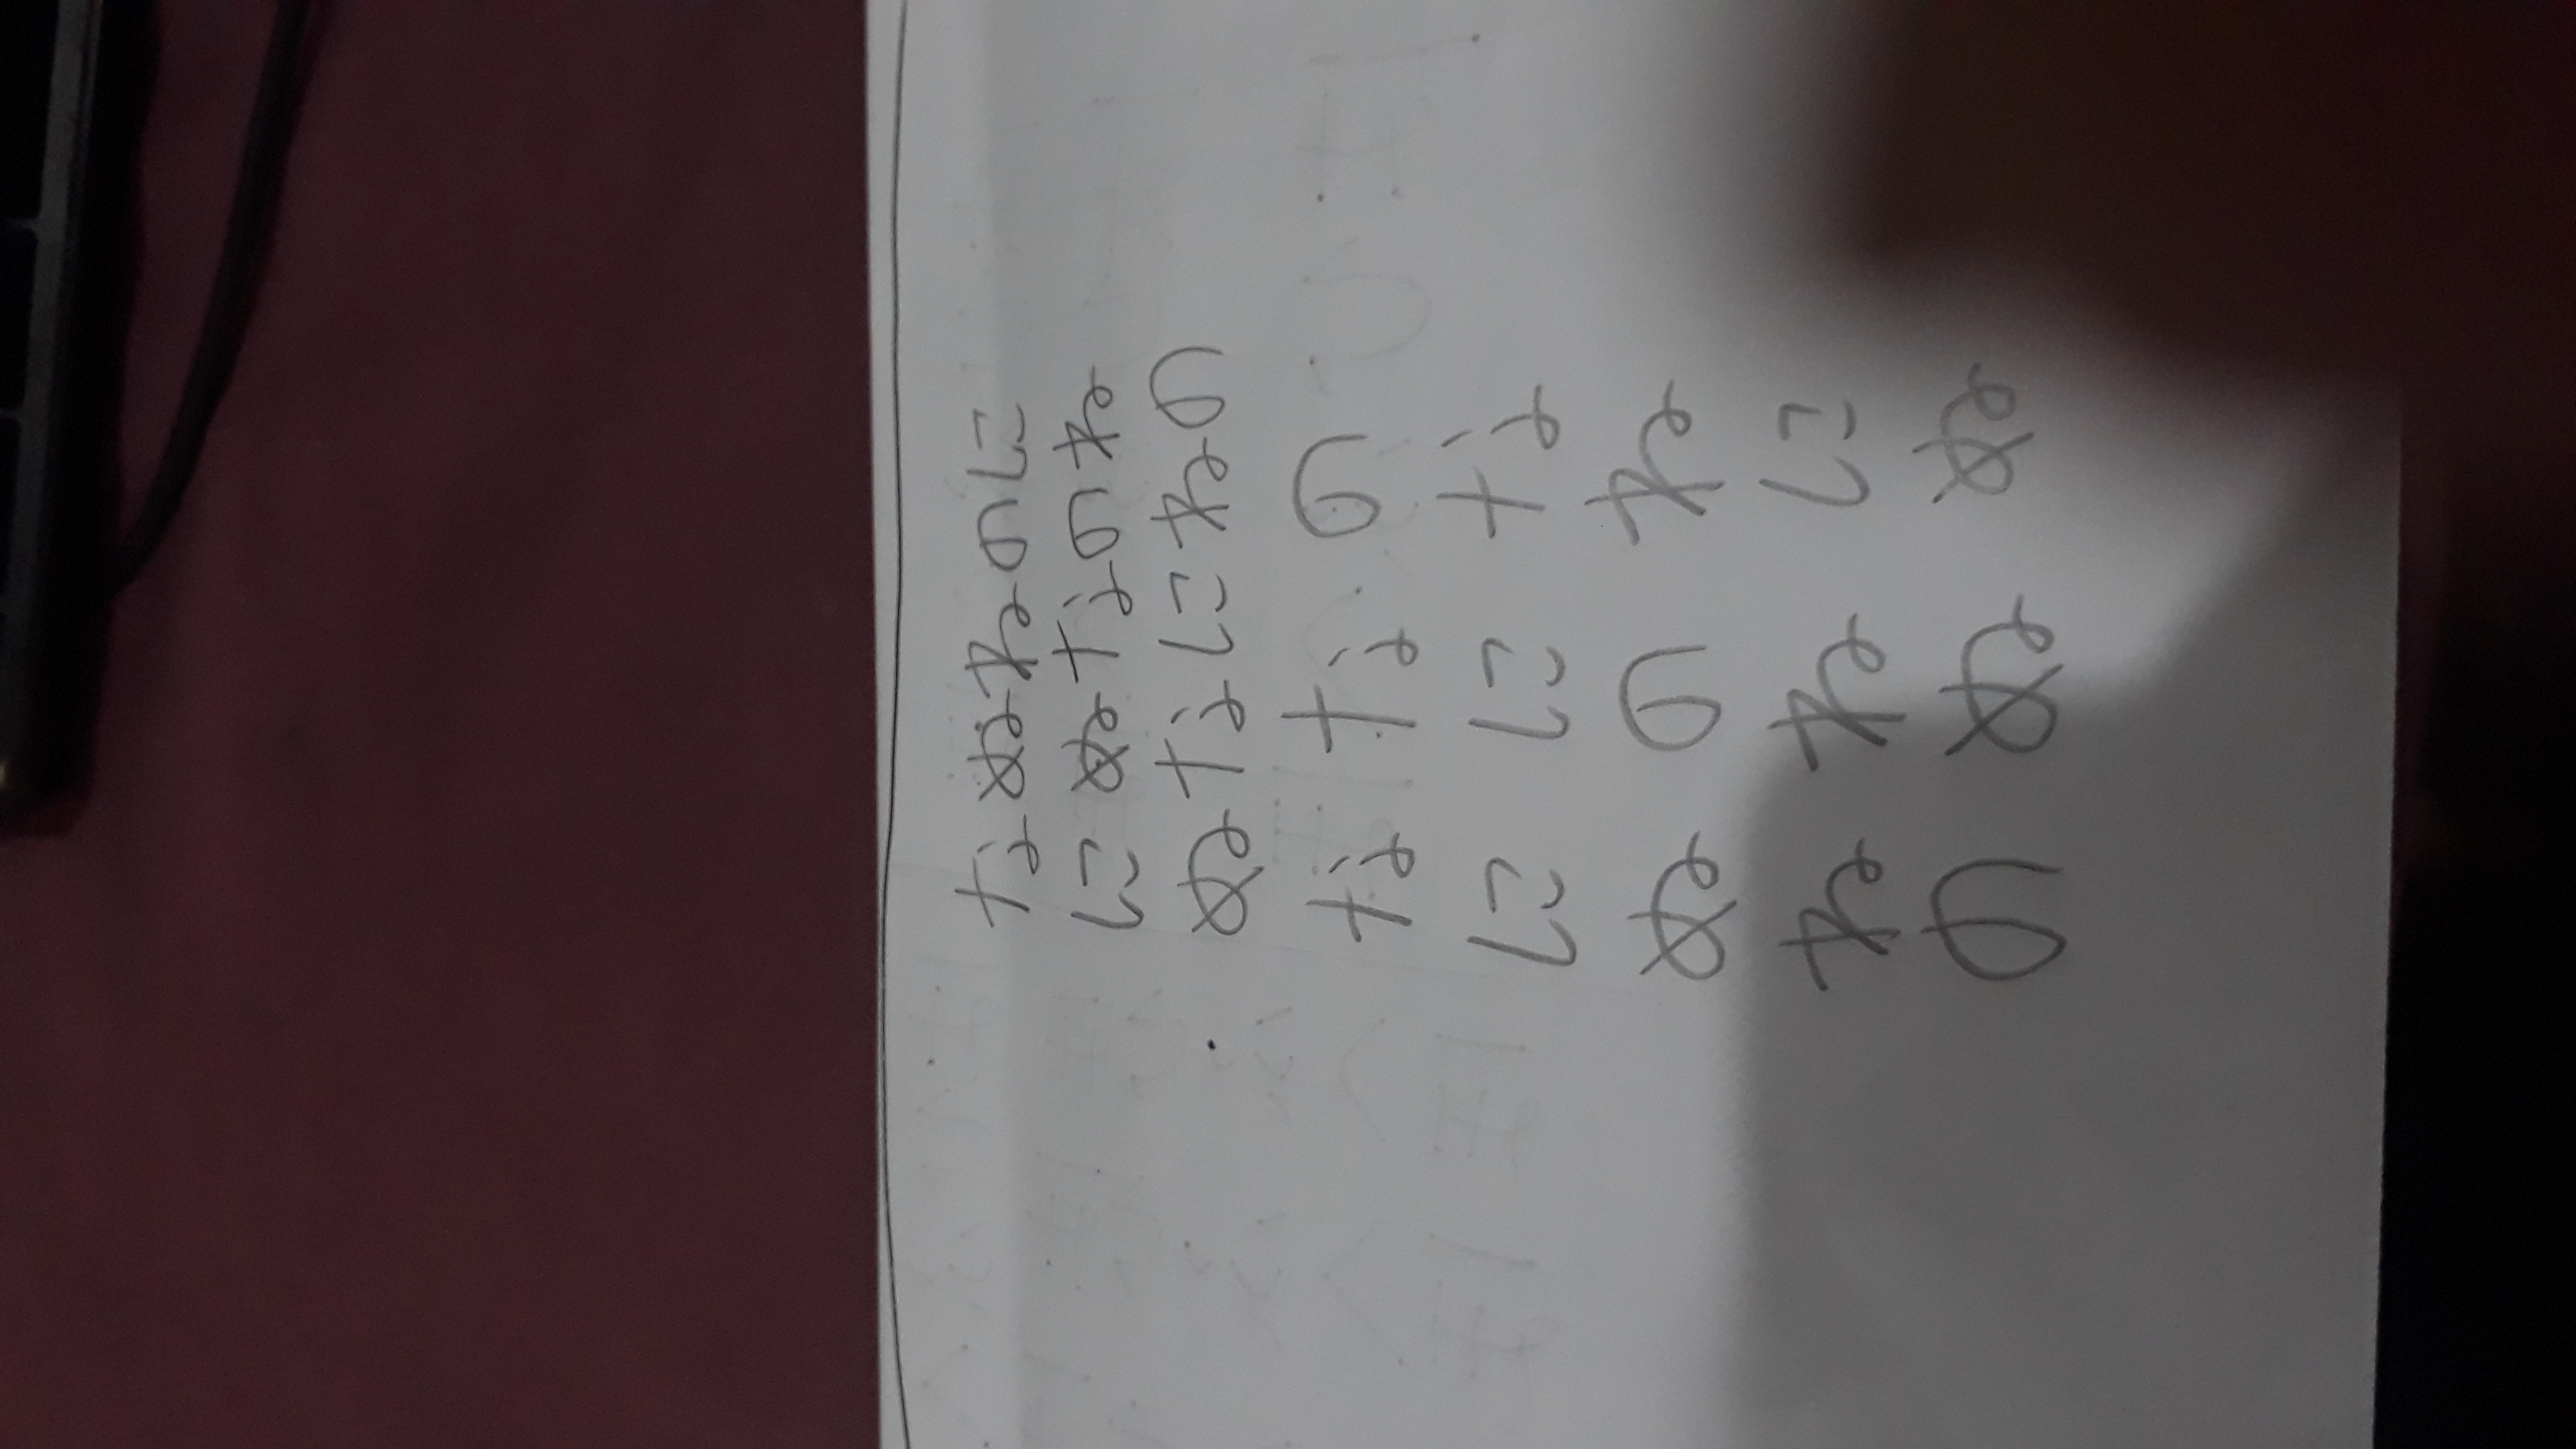 なぬねのに
にぬなのね
ぬなにねの
な な の
に に な
ぬ の ね
ね ね に
の ぬ ぬ